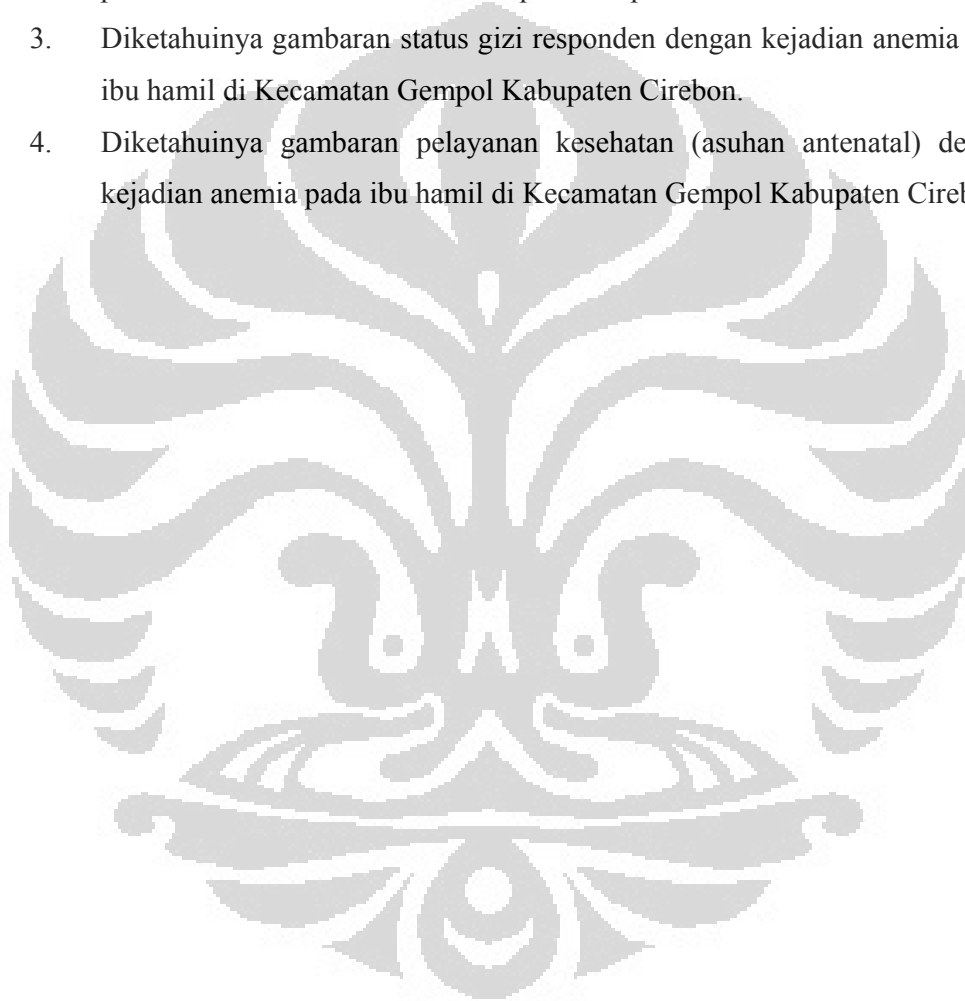 3. Diketahuinya gambaran status gizi responden dengan kejadian anemia
ibu hamil di Kecamatan Gempol Kabupaten Cirebon.
4. Diketahuinya gambaran pelayanan kesehatan (asuhan antenatal)
kejadian anemia pada ibu hamil di Kecamatan Gempol Kabupaten